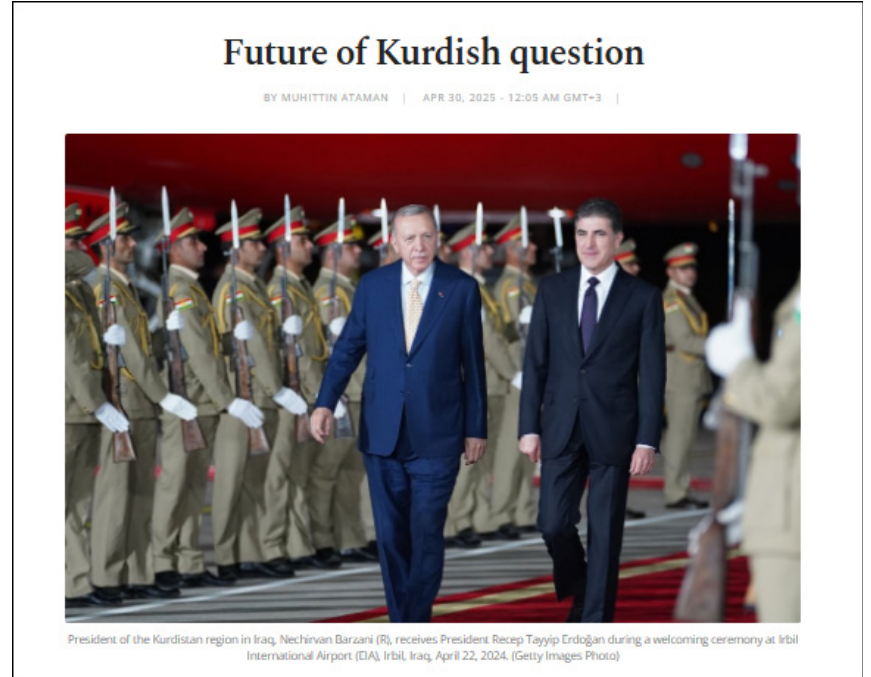 Future of Kurdish question
BY MUHITTIN ATAMAN | APR 30, 2025 - 12:05 AM GMT+3 |
President of the Kurdistan region in Iraq, Nechirvan Barzani (R), receives President Recep Tayyip Erdoğan during a welcoming ceremony at Irbil
International Airport (EIA), Irbil, Iraq, April 22, 2024. (Getty Images Photo)